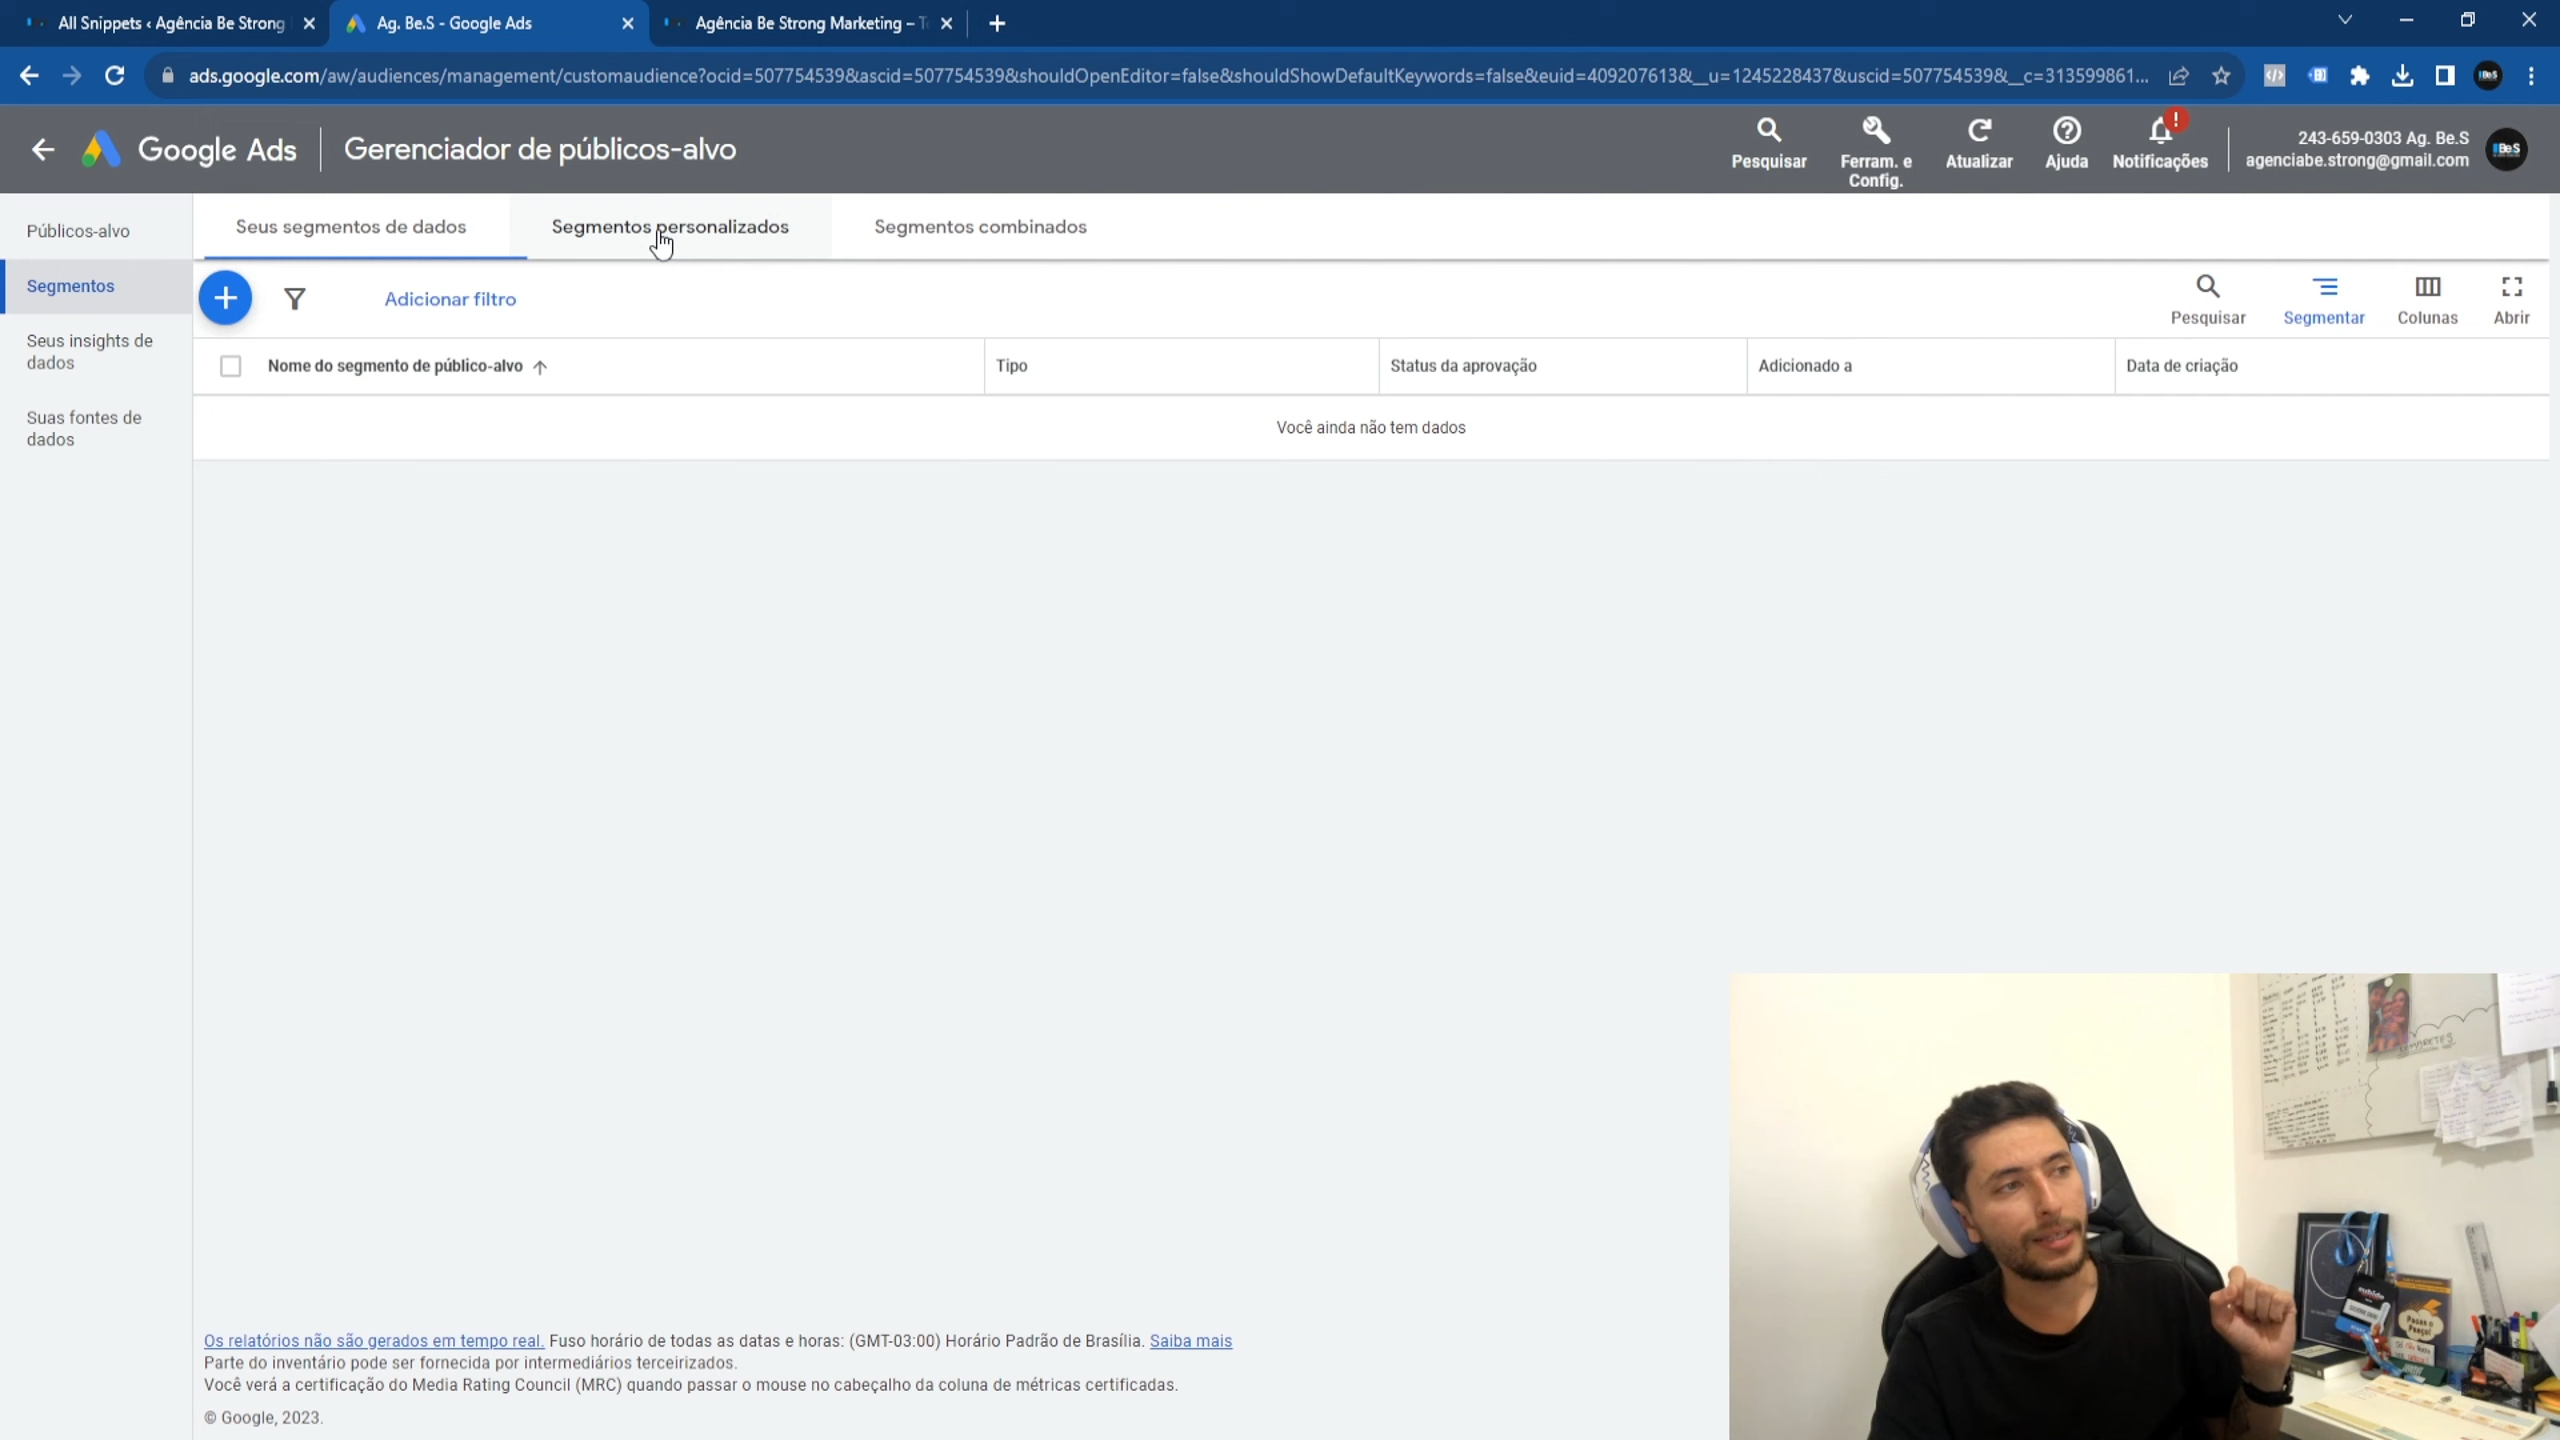 All Snippets ‹ Agência Be Strong
Ag. Be.S - Google Ads
Agência Be Strong Marketing –
ads.google.com/aw/audiences/management/customaudience?ocid=507754539&ascid=507754539&shouldOpenEditor=false&shouldShowDefaultKeywords=false&euid=409207613&__u=1245228437&uscid=507754539&__c=313599861...
Google Ads
Gerenciador de públicos-alvo
Pesquisar
Ferram. e
Config.
Atualizar
Ajuda
!
Notificações
243-659-0303 Ag. Be.S
agenciabe.strong@gmail.com
Públicos-alvo
Segmentos
Seus insights de
dados
Suas fontes de
dados
Seus segmentos de dados
Segmentos personalizados
Segmentos combinados
Adicionar filtro
Pesquisar
Segmentar
Colunas
Abrir
Nome do segmento de público-alvo
Tipo
Status da aprovação
Adicionado a
Data de criação
Você ainda não tem dados
Os relatórios não são gerados em tempo real. Fuso horário de todas as datas e horas: (GMT-03:00) Horário Padrão de Brasília. Saiba mais
Parte do inventário pode ser fornecida por intermediários terceirizados.
Você verá a certificação do Media Rating Council (MRC) quando passar o mouse no cabeçalho da coluna de métricas certificadas.
© Google, 2023.